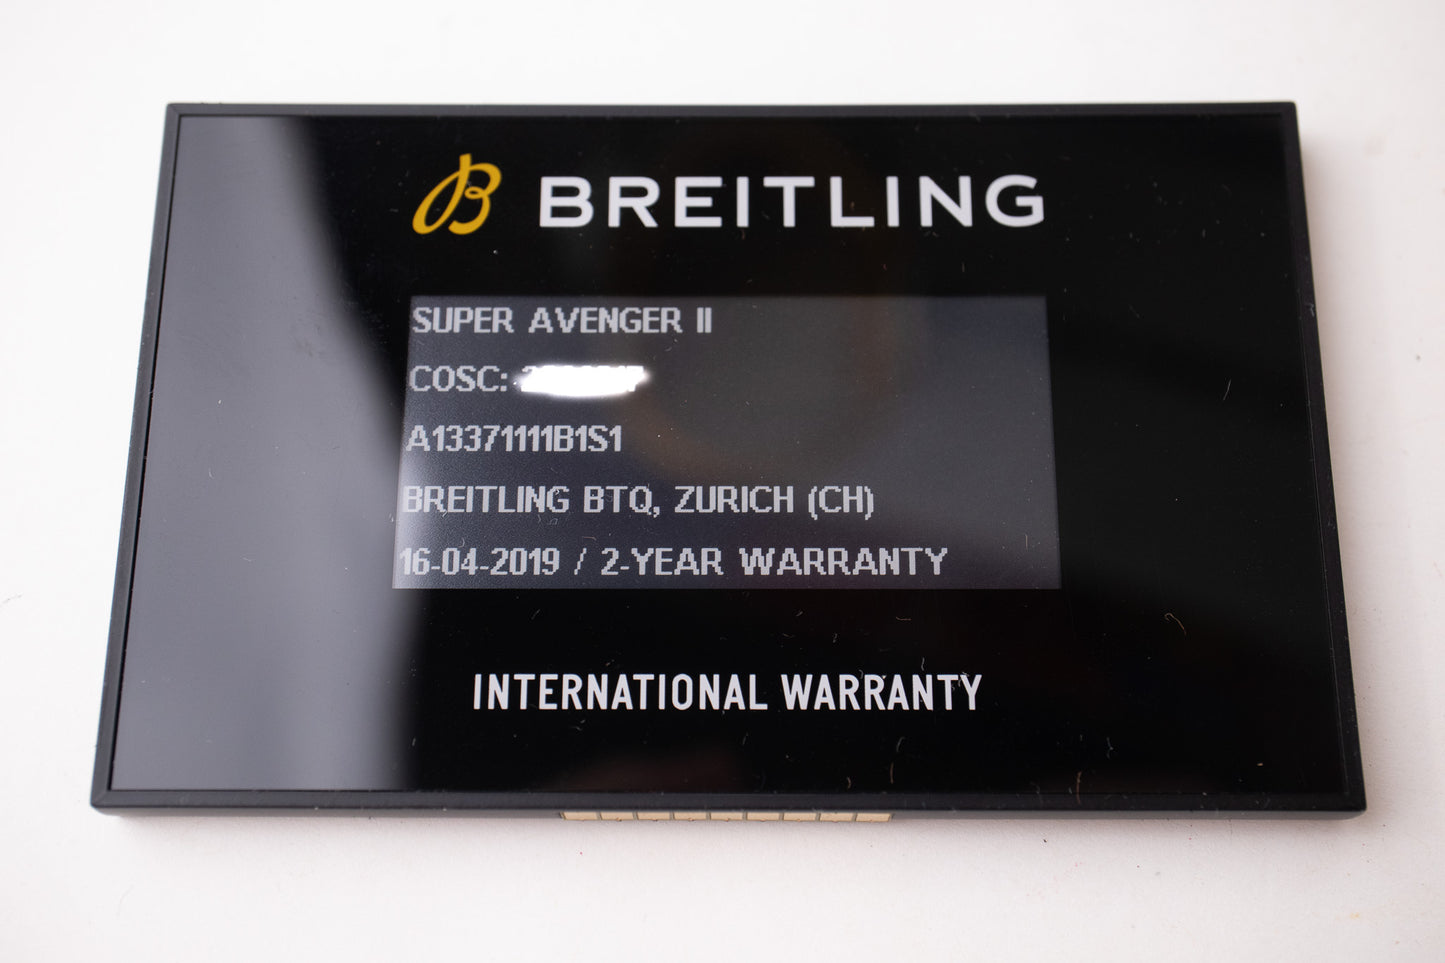 B BREITLING
SUPER AVENGER II
COSC:
A13371111B1S1
BREITLING BTQ, ZURICH (CH)
16-04-2019 / 2-YEAR WARRANTY
INTERNATIONAL WARRANTY